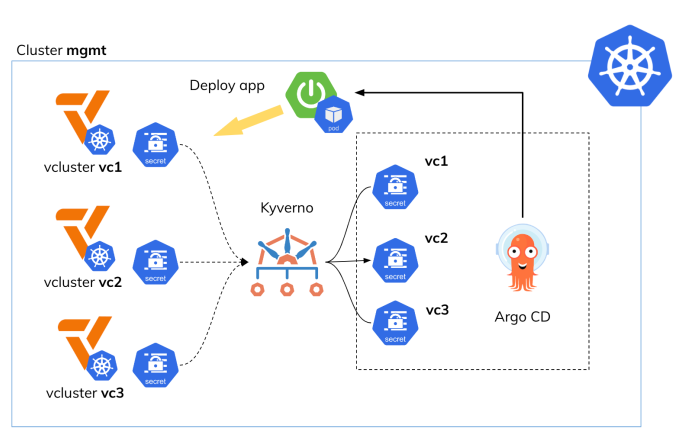 Cluster mgmt
Deploy app
pod
secret
vcluster vc1
vc1
secret
Kyverno
vc2
secret
secret
vcluster vc2
vc3
secret
Argo CD
secret
vcluster vc3